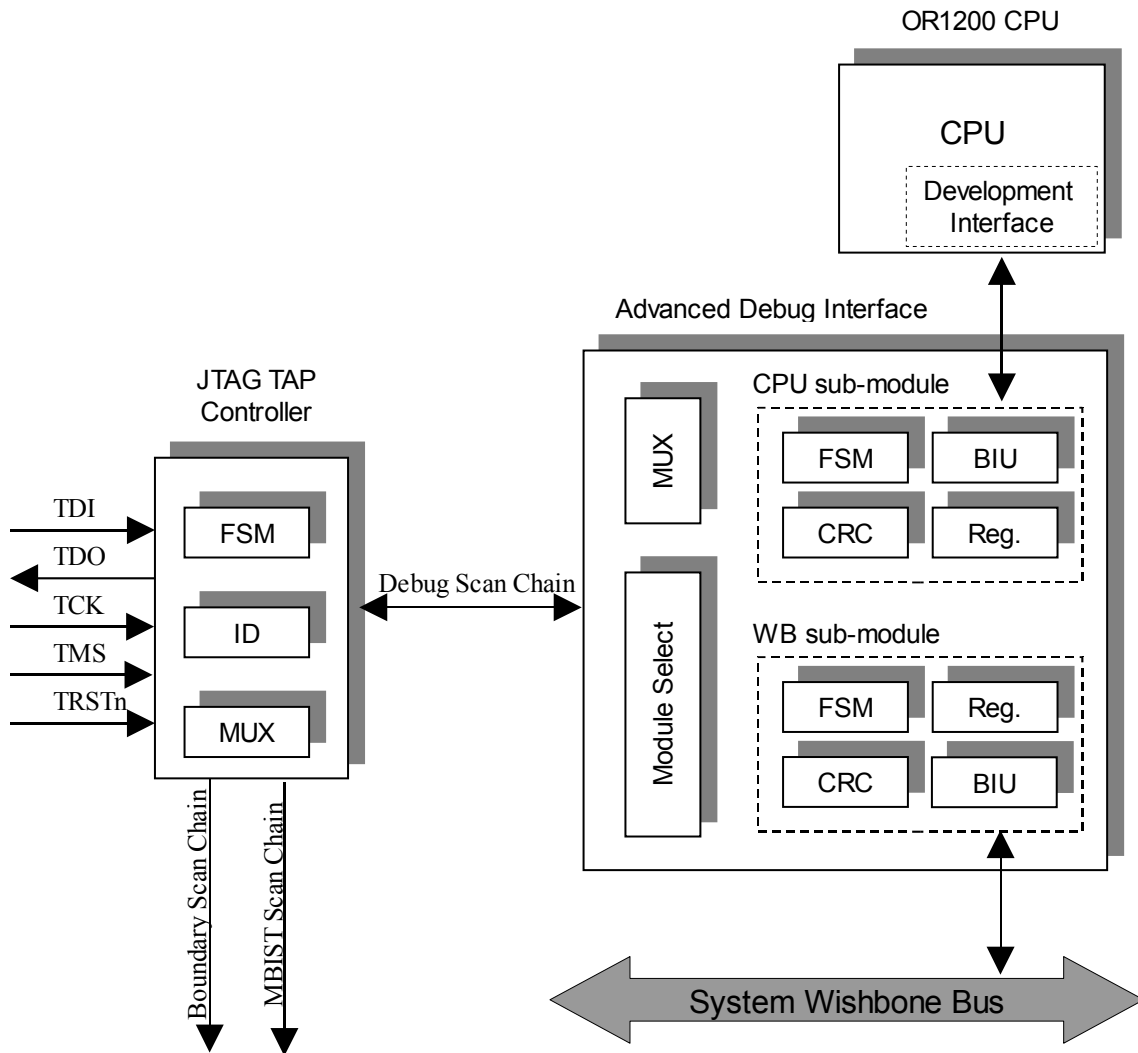 OR1200 CPU
CPU
Development
Interface
Advanced Debug Interface
JTAG TAP
Controller
CPU sub-module
MUX
FSM
BIU
CRC
Reg.
TDI
TDO
TCK
TMS
TRSTn
FSM
ID
MUX
Debug Scan Chain
Module Select
WB sub-module
FSM
Reg.
CRC
BIU
Boundary Scan Chain
MBIST Scan Chain
System Wishbone Bus